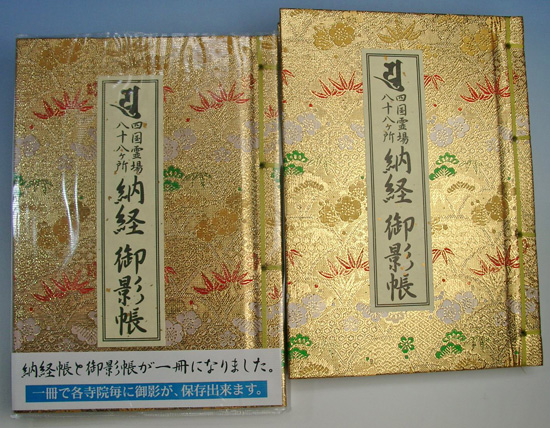 四国霊場
八十八ヶ所
納経御影帳
納経帳と御影帳が一冊になりました。
一冊で各寺院毎に御影が、保存出来ます。
四国霊場
八十八ヶ所
納経御影帳